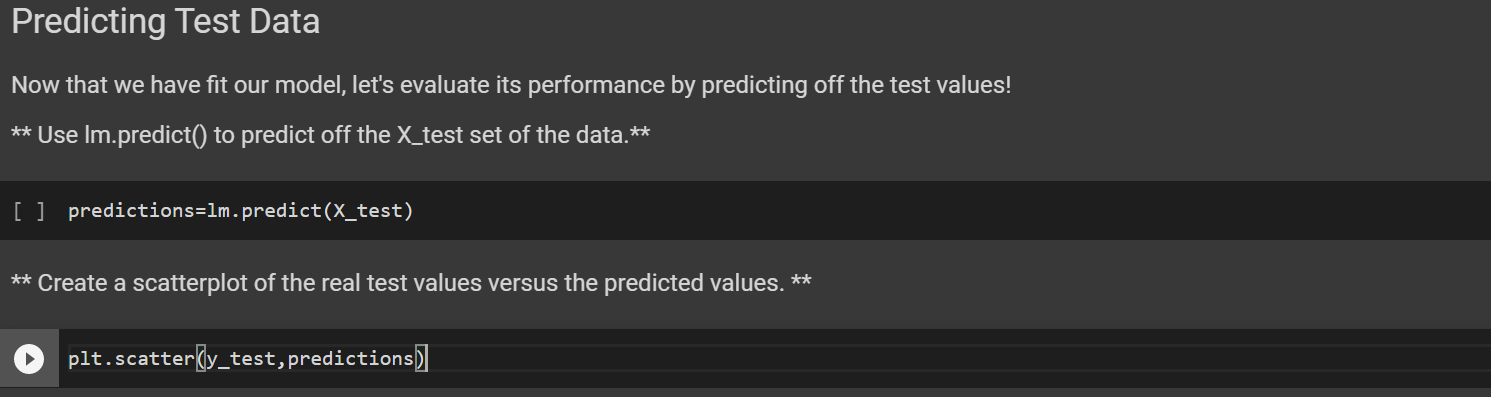 Predicting Test Data
Now that we have fit our model, let's evaluate its performance by predicting off the test values!
** Use lm.predict() to predict off the X_test set of the data.**
[ ] predictions=lm.predict(X_test)
** Create a scatterplot of the real test values versus the predicted values. **
plt.scatter(y_test,predictions)